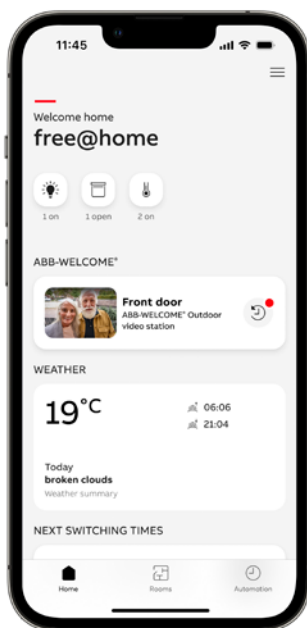 11:45
Welcome home
free@home
1 on
1 open
2 on
ABB-WELCOME®
Front door
ABB-WELCOME® Outdoor
video station
WEATHER
19°C
06:06
21:04
Today
broken clouds
Weather summary
NEXT SWITCHING TIMES
Home
Rooms
Automation